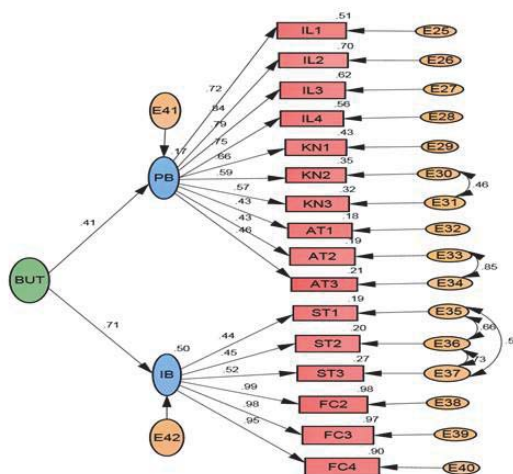 .51
IL1 E25
.70
IL2 E26
.62
IL3 E27
.56
IL4 E28
.43
KN1 E29
.35
KN2 E30
.46
.32
KN3 E31
.18
AT1 E32
.19
AT2 E33
.85
.21
AT3 E34
.19
ST1 E35
.66
.20
ST2 E36
.73
.27
ST3 E37
.98
FC2 E38
.97
FC3 E39
.90
FC4 E40
E41
.17
PB
.72
.84
.79
.75
.66
.59
.57
.43
.43
.46
.41
BUT
.71
.50
IB
E42
.44
.45
.52
.99
.98
.95